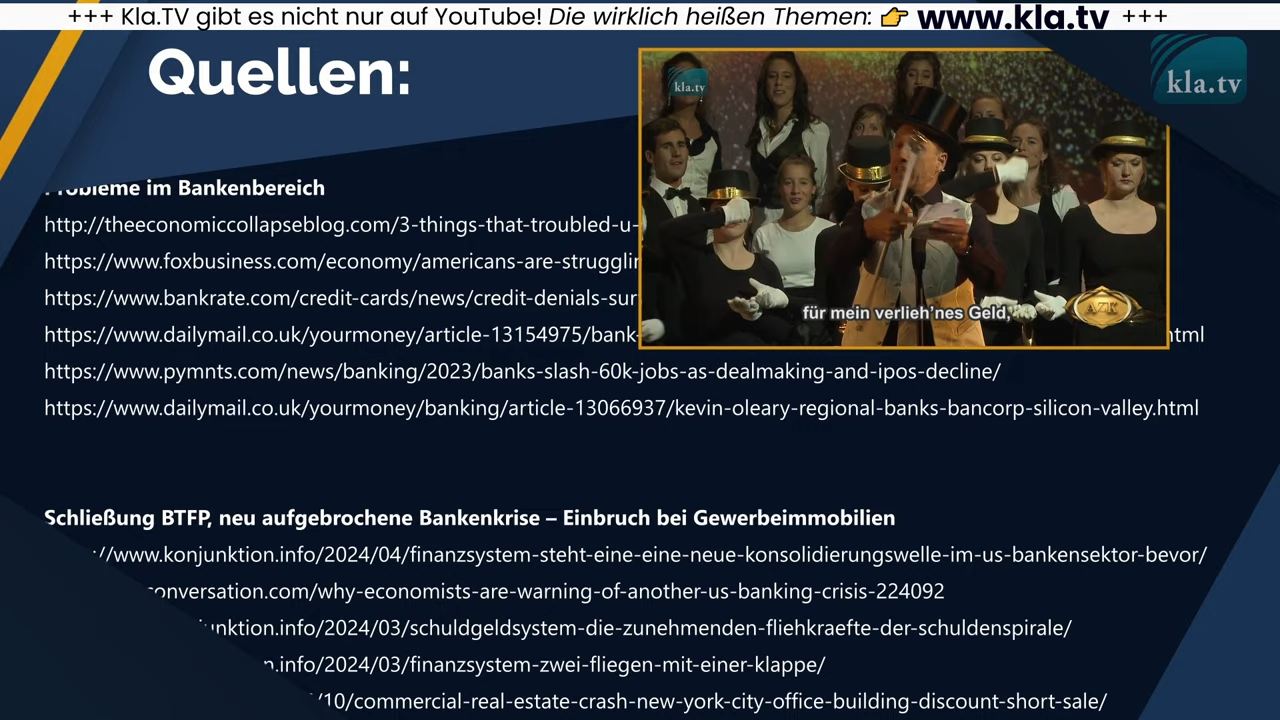 +++ Kla.TV gibt es nicht nur auf YouTube! Die wirklich heißen Themen: 👉 www.kla.tv +++
Quellen:
kla.tv
kla.tv
Probleme im Bankenbereich
http://theeconomiccollapseblog.com/3-things-that-troubled-u-
https://www.foxbusiness.com/economy/americans-are-strugglin
https://www.bankrate.com/credit-cards/news/credit-denials-sur
für mein verlieh'nes Geld,
AZK
https://www.dailymail.co.uk/yourmoney/article-13154975/bank- html
https://www.pymnts.com/news/banking/2023/banks-slash-60k-jobs-as-dealmaking-and-ipos-decline/
https://www.dailymail.co.uk/yourmoney/banking/article-13066937/kevin-oleary-regional-banks-bancorp-silicon-valley.html
Schließung BTFP, neu aufgebrochene Bankenkrise – Einbruch bei Gewerbeimmobilien
://www.konjunktion.info/2024/04/finanzsystem-steht-eine-eine-neue-konsolidierungswelle-im-us-bankensektor-bevor/
conversation.com/why-economists-are-warning-of-another-us-banking-crisis-224092
junktion.info/2024/03/schuldgeldsystem-die-zunehmenden-fliehkraefte-der-schuldenspirale/
n.info/2024/03/finanzsystem-zwei-fliegen-mit-einer-klappe/
/10/commercial-real-estate-crash-new-york-city-office-building-discount-short-sale/